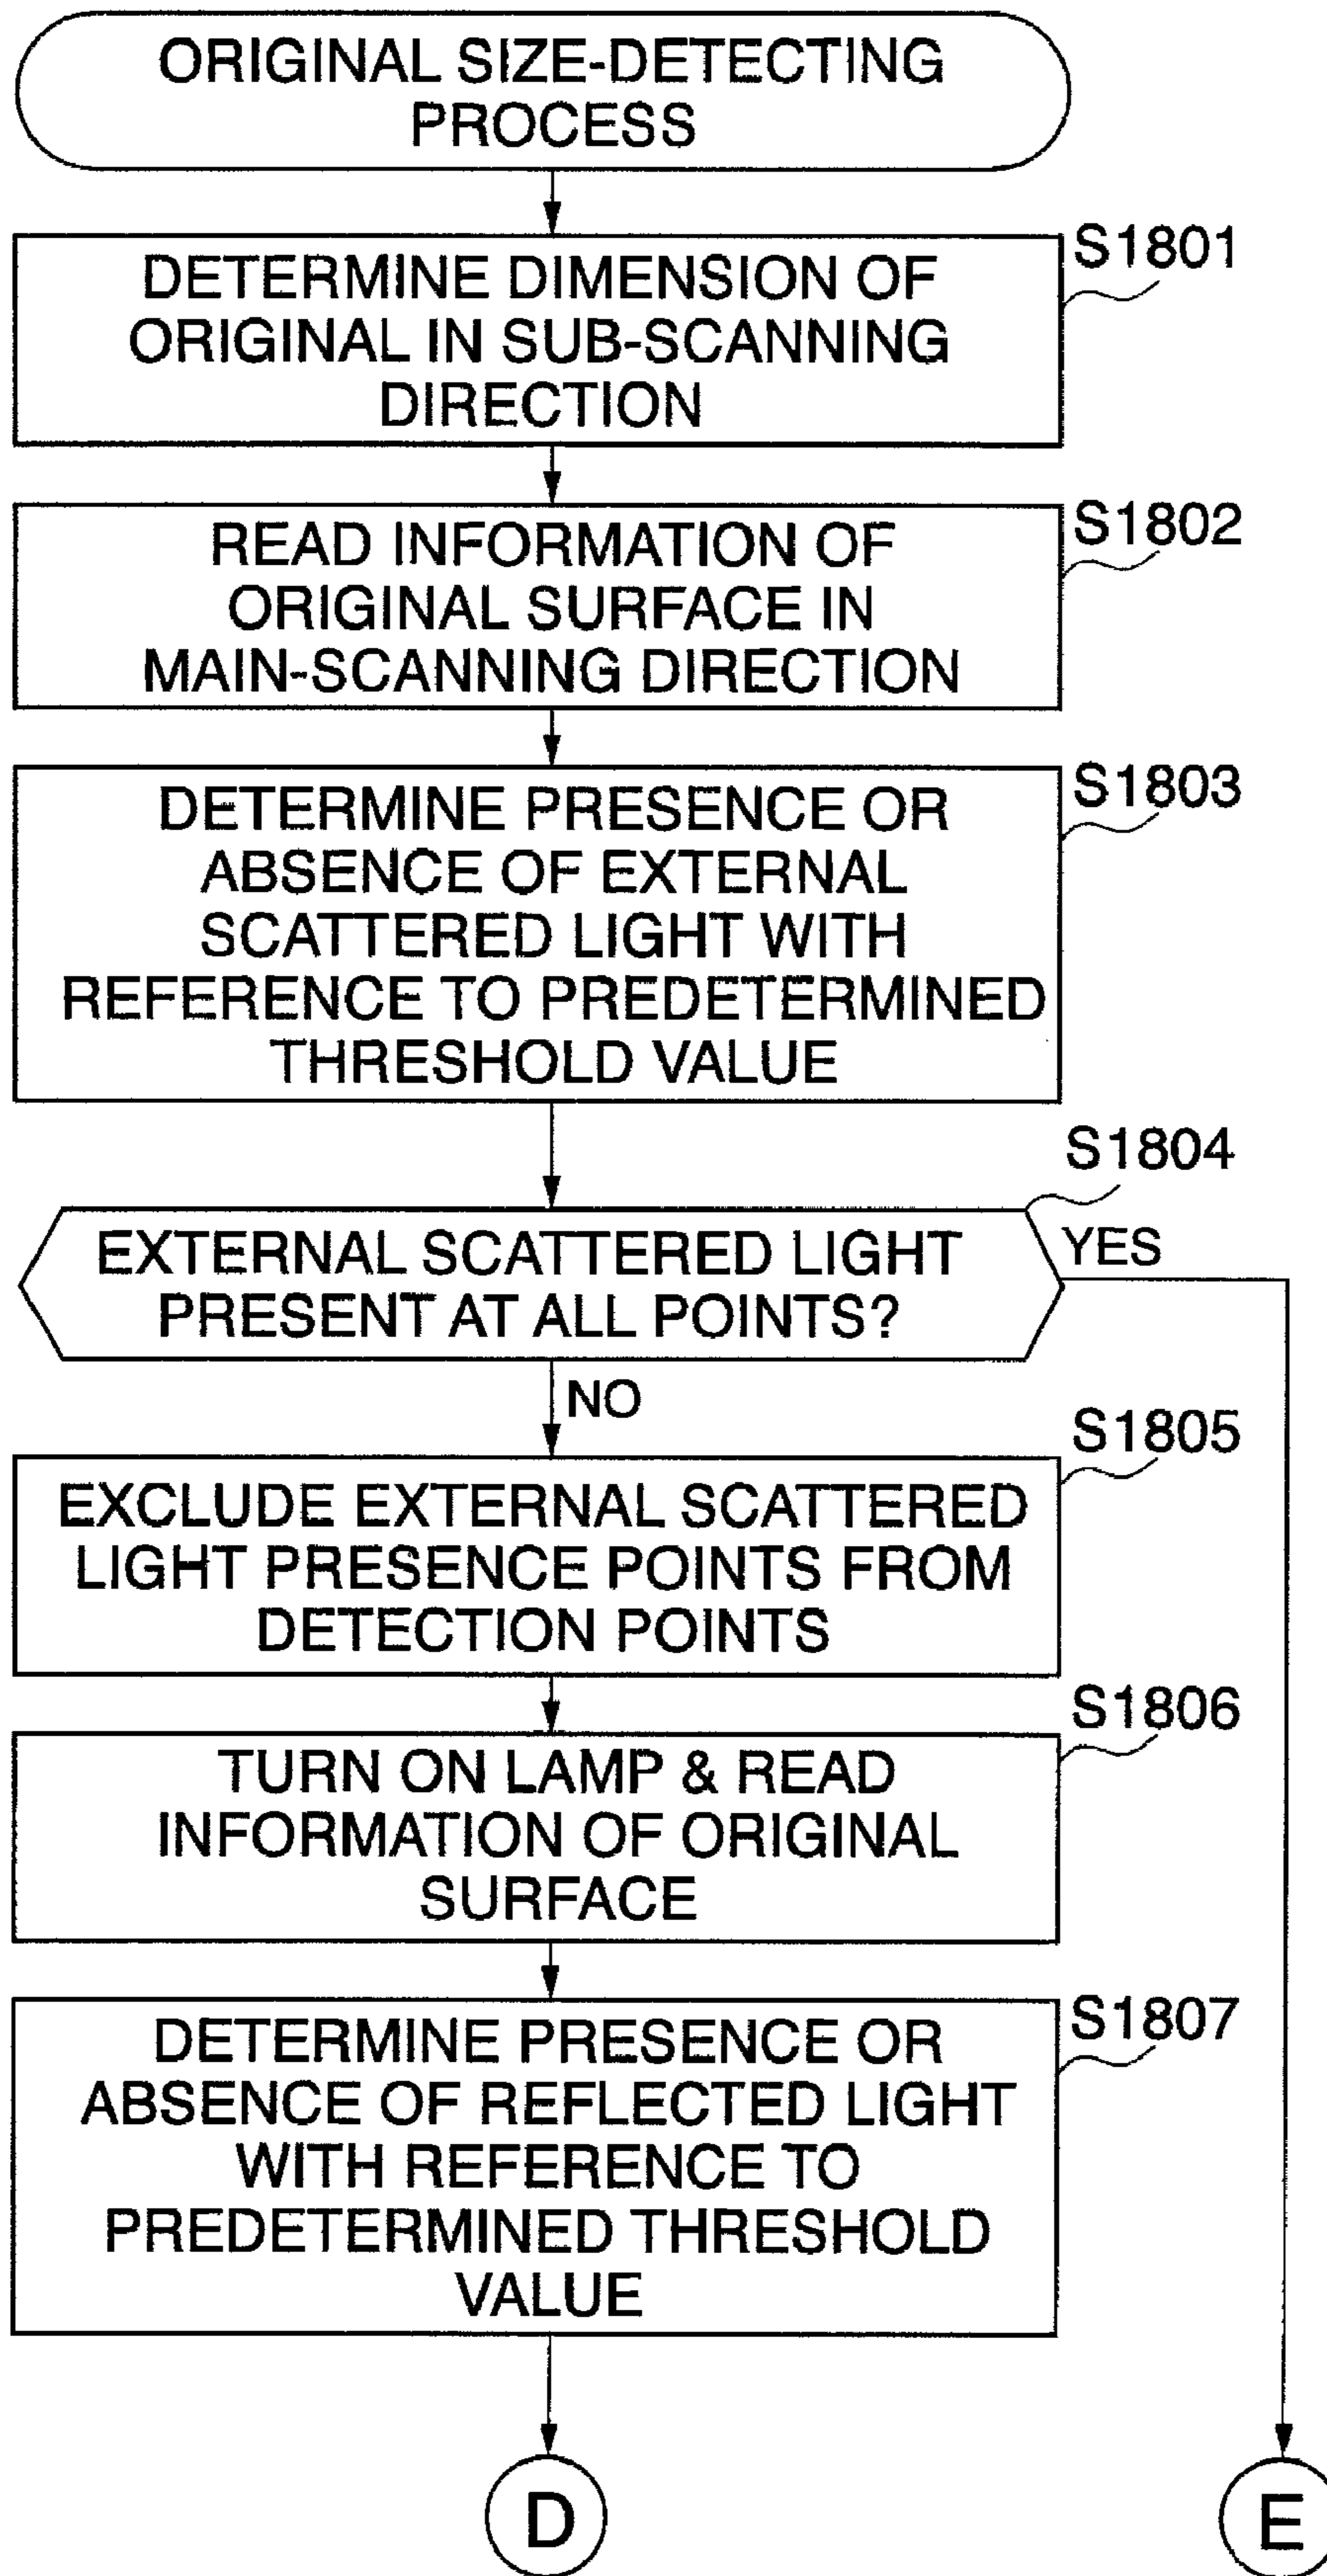 ORIGINAL SIZE-DETECTING
PROCESS
S1801
DETERMINE DIMENSION OF
ORIGINAL IN SUB-SCANNING
DIRECTION
S1802
READ INFORMATION OF
ORIGINAL SURFACE IN
MAIN-SCANNING DIRECTION
S1803
DETERMINE PRESENCE OR
ABSENCE OF EXTERNAL
SCATTERED LIGHT WITH
REFERENCE TO PREDETERMINED
THRESHOLD VALUE
S1804
EXTERNAL SCATTERED LIGHT
PRESENT AT ALL POINTS?
YES
NO
S1805
EXCLUDE EXTERNAL SCATTERED
LIGHT PRESENCE POINTS FROM
DETECTION POINTS
S1806
TURN ON LAMP & READ
INFORMATION OF ORIGINAL
SURFACE
S1807
DETERMINE PRESENCE OR
ABSENCE OF REFLECTED LIGHT
WITH REFERENCE TO
PREDETERMINED THRESHOLD
VALUE
D
E